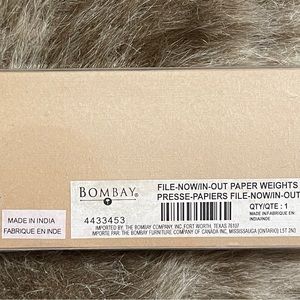 BOMBAY®
FILE-NOW/IN-OUT PAPER WEIGHTS
PRESSE-PAPIERS FILE-NOW/IN-OUT
4433453
QTY/QTE : 1
MADE IN/FABRIQUE EN
INDIA/INDE
IMPORTED BY: THE BOMBAY COMPANY, INC. FORT WORTH, TEXAS 76107
IMPORTE PAR: THE BOMBAY FURNITURE COMPANY OF CANADA INC., MISSISSAUGA (ONTARIO) L5T 2N3
MADE IN INDIA
FABRIQUE EN INDE